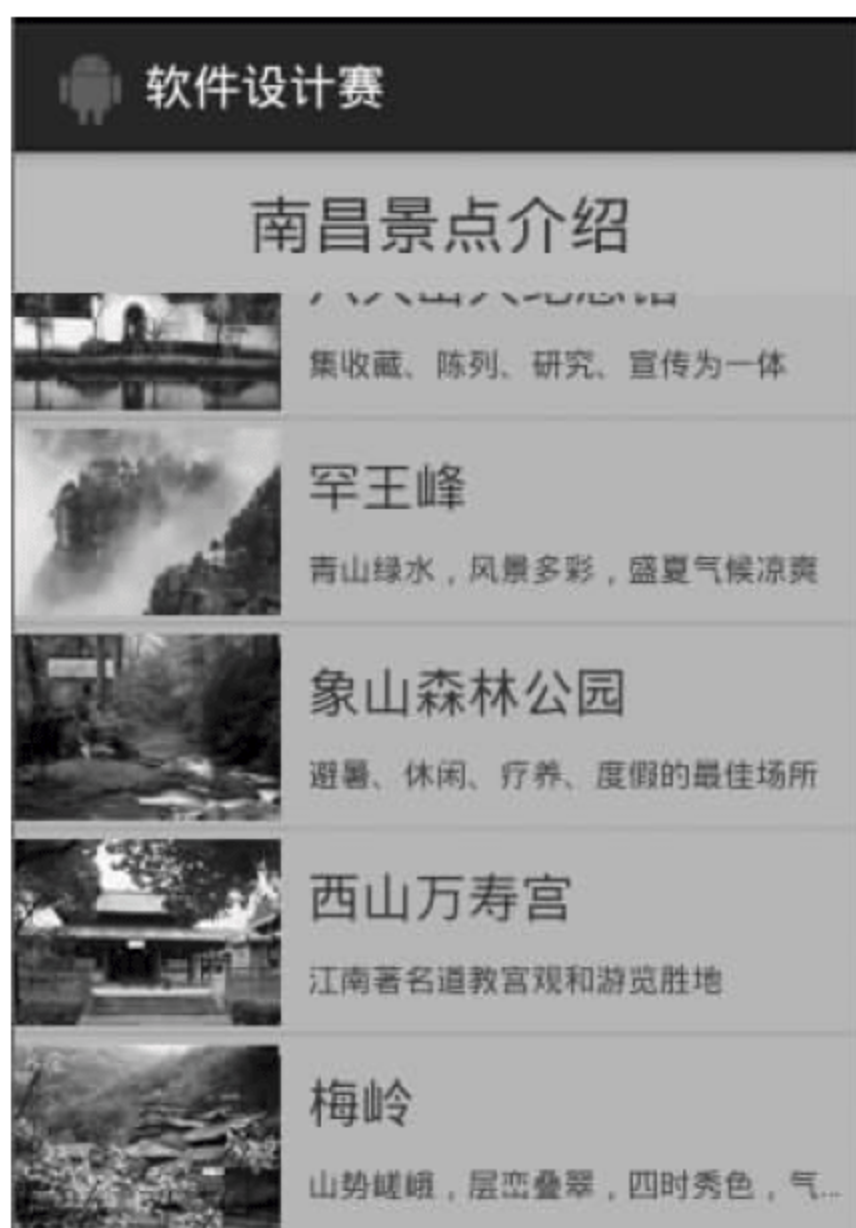 软件设计赛
南昌景点介绍
集收藏、陈列、研究、宣传为一体
罕王峰
青山绿水，风景多彩，盛夏气候凉爽
象山森林公园
避暑、休闲、疗养、度假的最佳场所
西山万寿宫
江南著名道教宫观和游览胜地
梅岭
山势嵯峨，层峦叠翠，四时秀色，气...